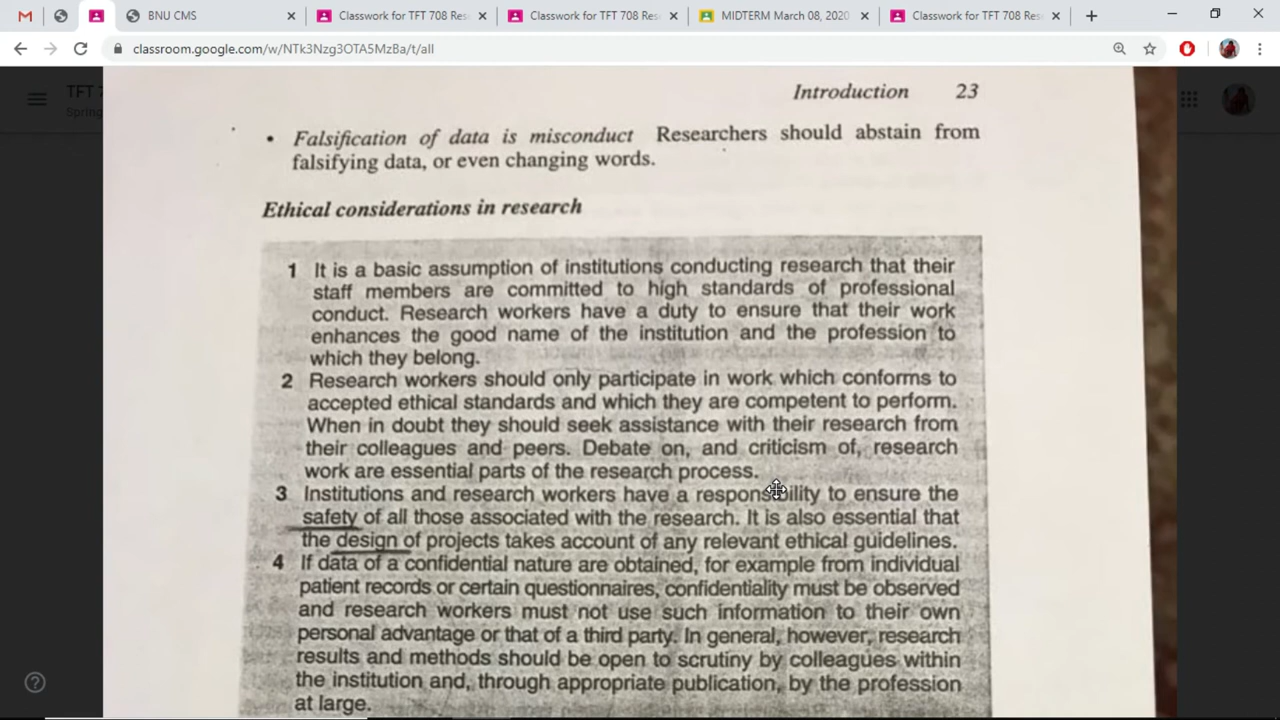 BNU CMS
Classwork for TFT 708 Res
Classwork for TFT 708 Res
MIDTERM March 08, 2020
Classwork for TFT 708 Res
classroom.google.com/w/NTk3Nzg3OTA5MzBa/t/all
TFT 7
Spring
Introduction 23
• Falsification of data is misconduct Researchers should abstain from
falsifying data, or even changing words.
Ethical considerations in research
1 It is a basic assumption of institutions conducting research that their
staff members are committed to high standards of professional
conduct. Research workers have a duty to ensure that their work
enhances the good name of the institution and the profession to
which they belong.
2 Research workers should only participate in work which conforms to
accepted ethical standards and which they are competent to perform.
When in doubt they should seek assistance with their research from
their colleagues and peers. Debate on, and criticism of, research
work are essential parts of the research process.
3 Institutions and research workers have a responsibility to ensure the
safety of all those associated with the research. It is also essential that
the design of projects takes account of any relevant ethical guidelines.
4 If data of a confidential nature are obtained, for example from individual
patient records or certain questionnaires, confidentiality must be observed
and research workers must not use such information to their own
personal advantage or that of a third party. In general, however, research
results and methods should be open to scrutiny by colleagues within
the institution and, through appropriate publication, by the profession
at large.